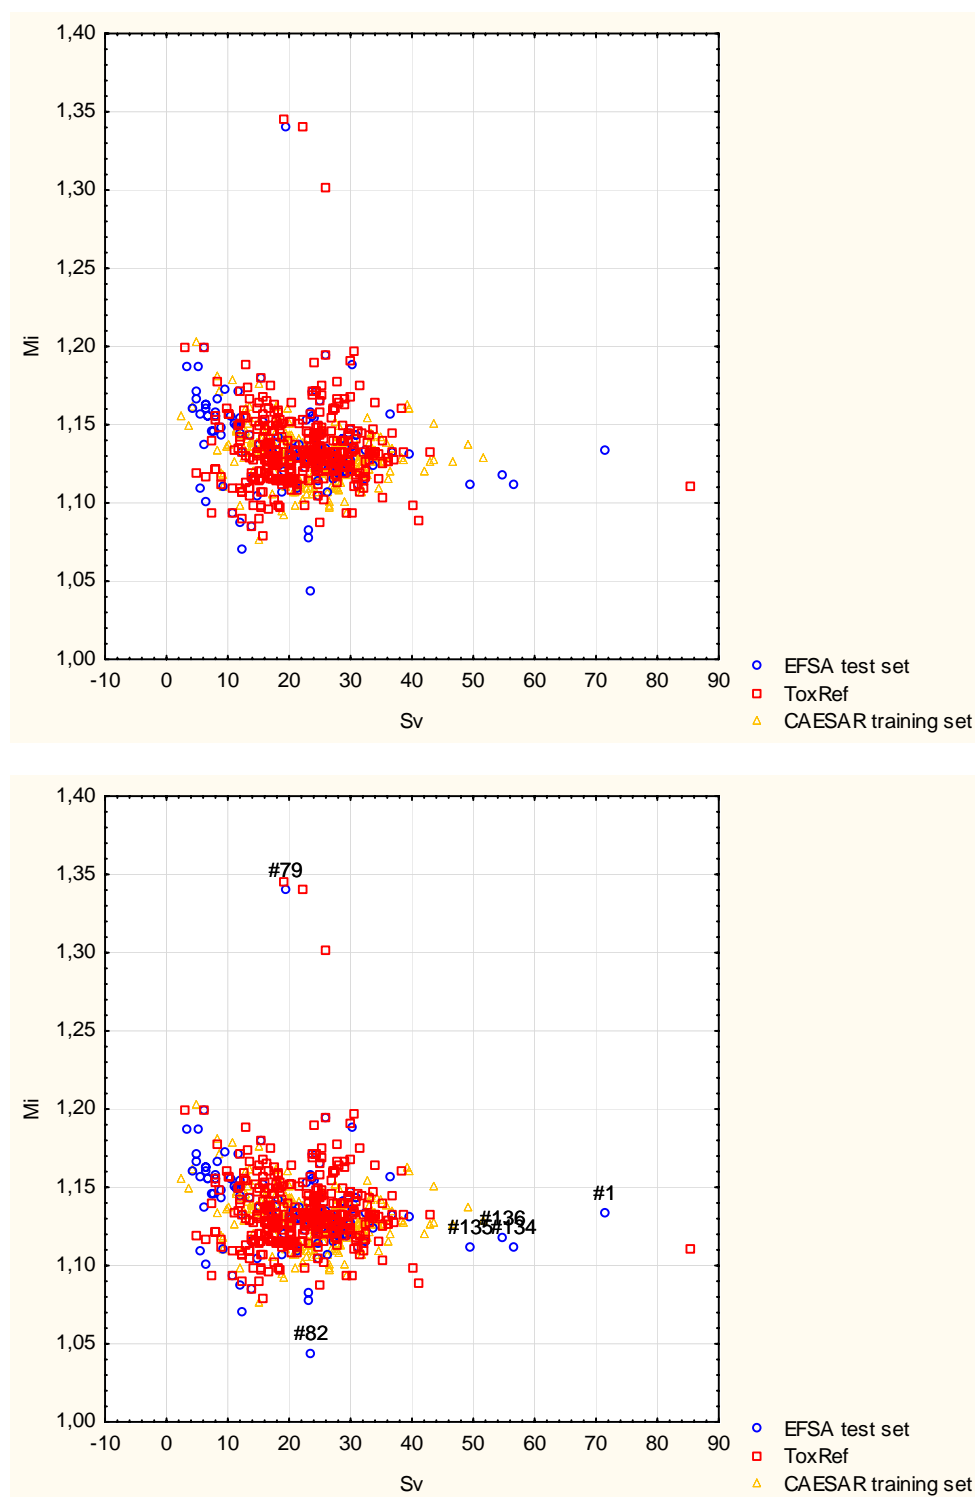 1,40
1,35
1,30
1,25
1,20
Mi
1,15
1,10
1,05
1,00
-10 0 10 20 30 40 50 60 70 80 90
Sv
EFSA test set
ToxRef
CAESAR training set
1,40
#79
1,35
1,30
1,25
1,20
Mi
1,15
#1
#136
#135 #134
1,10
#82
1,05
1,00
-10 0 10 20 30 40 50 60 70 80 90
Sv
EFSA test set
ToxRef
CAESAR training set